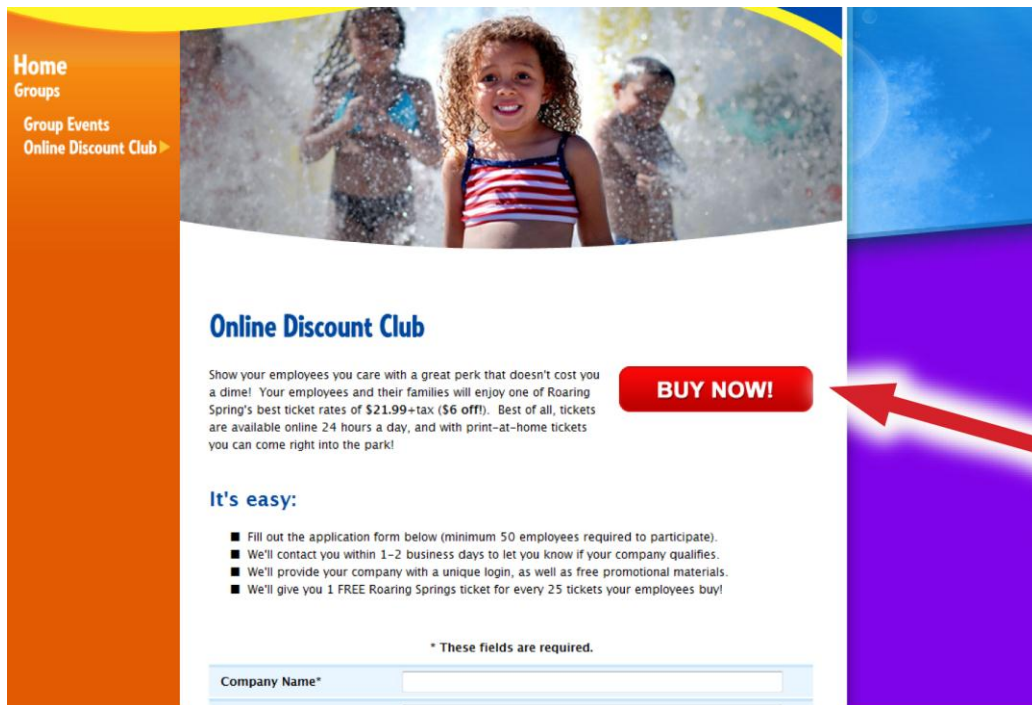 Home
Groups
Group Events
Online Discount Club
Online Discount Club
Show your employees you care with a great perk that doesn't cost you
a dime! Your employees and their families will enjoy one of Roaring
Spring's best ticket rates of $21.99+tax ($6 off!). Best of all, tickets
are available online 24 hours a day, and with print-at-home tickets
you can come right into the park!
BUY NOW!
It's easy:
■ Fill out the application form below (minimum 50 employees required to participate).
■ We'll contact you within 1-2 business days to let you know if your company qualifies.
■ We'll provide your company with a unique login, as well as free promotional materials.
■ We'll give you 1 FREE Roaring Springs ticket for every 25 tickets your employees buy!
* These fields are required.
Company Name*